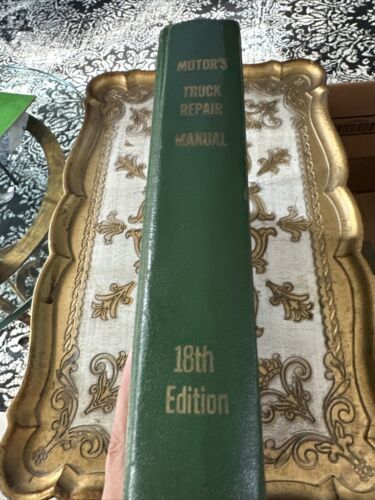 MOTOR'S
TRUCK
REPAIR
MANUAL
18th
Edition